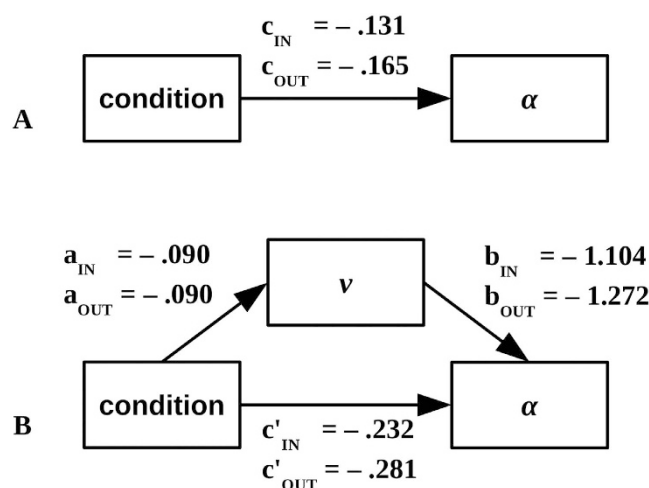 c_IN = – .131
c_OUT = – .165
condition
α
A
a_IN = – .090
a_OUT = – .090
ν
b_IN = – 1.104
b_OUT = – 1.272
condition
α
B
c'_IN = – .232
c'_OUT = – .281